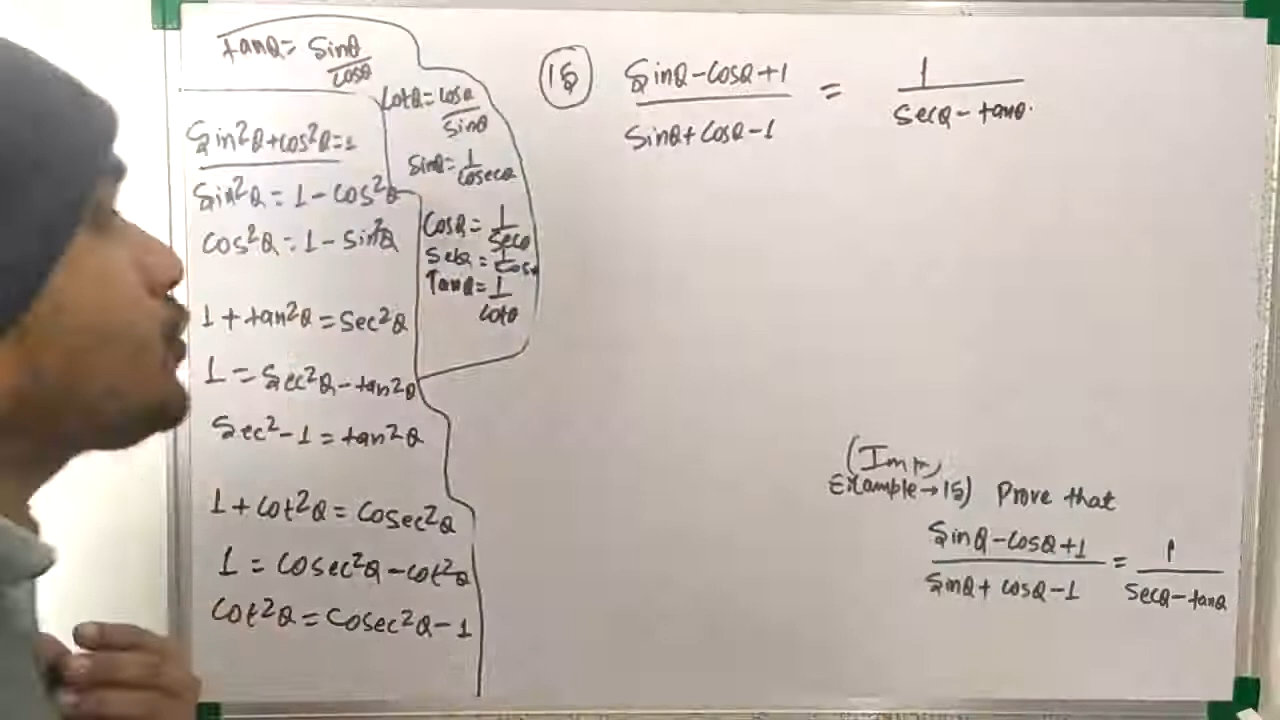 tanθ = sinθ/cosθ
cotθ = cosθ/sinθ
sinθ = 1/cosecθ
cosθ = 1/secθ
secθ = 1/cosθ
Tanθ = 1/cotθ
sin²θ + cos²θ = 1
sin²θ = 1 - cos²θ
cos²θ = 1 - sin²θ
1 + tan²θ = sec²θ
1 = sec²θ - tan²θ
sec² - 1 = tan²θ
1 + cot²θ = cosec²θ
1 = cosec²θ - cot²θ
cot²θ = cosec²θ - 1
15 (sinθ - cosθ + 1)/(sinθ + cosθ - 1) = 1/(secθ - tanθ)
Example → 15) Prove that
(sinθ - cosθ + 1)/(sinθ + cosθ - 1) = 1/(secθ - tanθ)